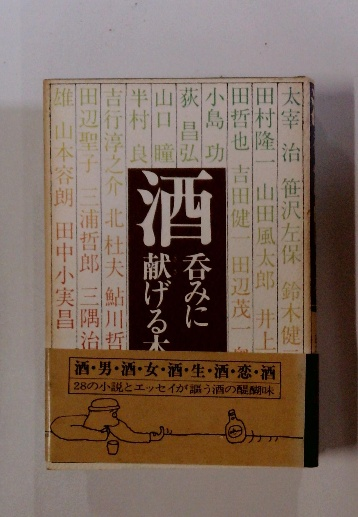 太宰 治 笹沢左保 鈴木健
田村隆一 山田風太郎 井上
田哲也 吉田健一 田辺茂一
小島 功
荻 昌弘
山口 瞳
半村 良
酒
呑みに
献げる本
吉行淳之介 北 杜夫 鮎川哲
田辺聖子 三浦哲郎 三隅治
雄 山本容朗 田中小実昌
酒・男・酒・女・酒・生・酒・恋・酒
28の小説とエッセイが謳う酒の醍醐味